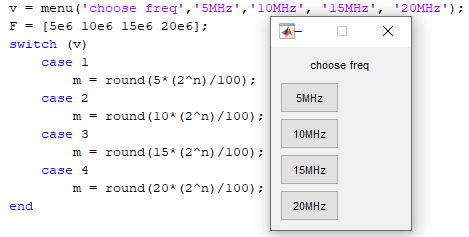 v = menu('choose freq','5MHz','10MHz', '15MHz', '20MHz');
F = [5e6 10e6 15e6 20e6];
switch (v)
    case 1
        m = round(5*(2^n)/100);
    case 2
        m = round(10*(2^n)/100);
    case 3
        m = round(15*(2^n)/100);
    case 4
        m = round(20*(2^n)/100);
end
choose freq
5MHz
10MHz
15MHz
20MHz